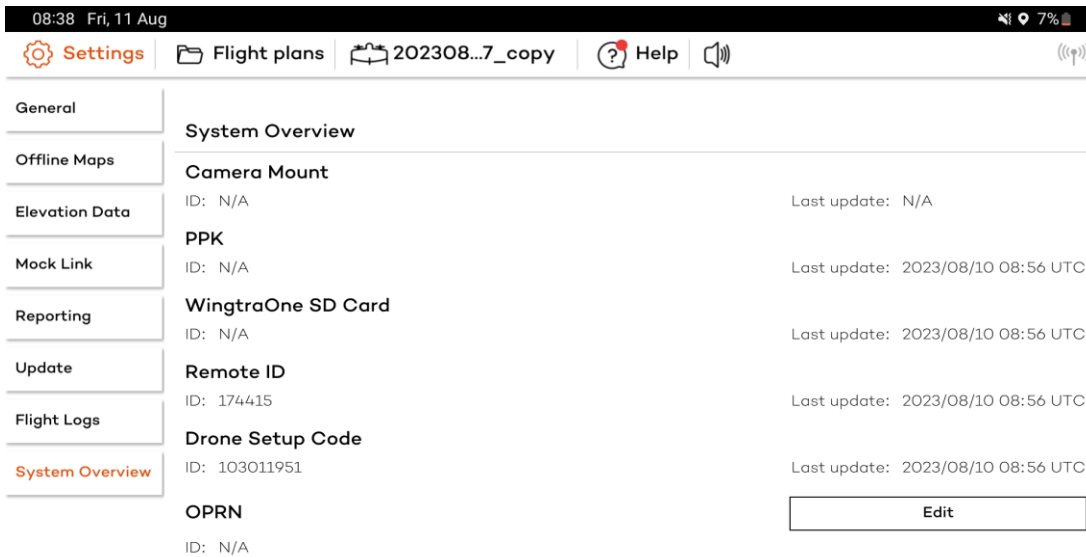 08:38 Fri, 11 Aug 7%
Settings Flight plans 202308...7_copy Help
General
Offline Maps
Elevation Data
Mock Link
Reporting
Update
Flight Logs
System Overview
System Overview
Camera Mount
ID: N/A Last update: N/A
PPK
ID: N/A Last update: 2023/08/10 08:56 UTC
WingtraOne SD Card
ID: N/A Last update: 2023/08/10 08:56 UTC
Remote ID
ID: 174415 Last update: 2023/08/10 08:56 UTC
Drone Setup Code
ID: 103011951 Last update: 2023/08/10 08:56 UTC
OPRN Edit
ID: N/A